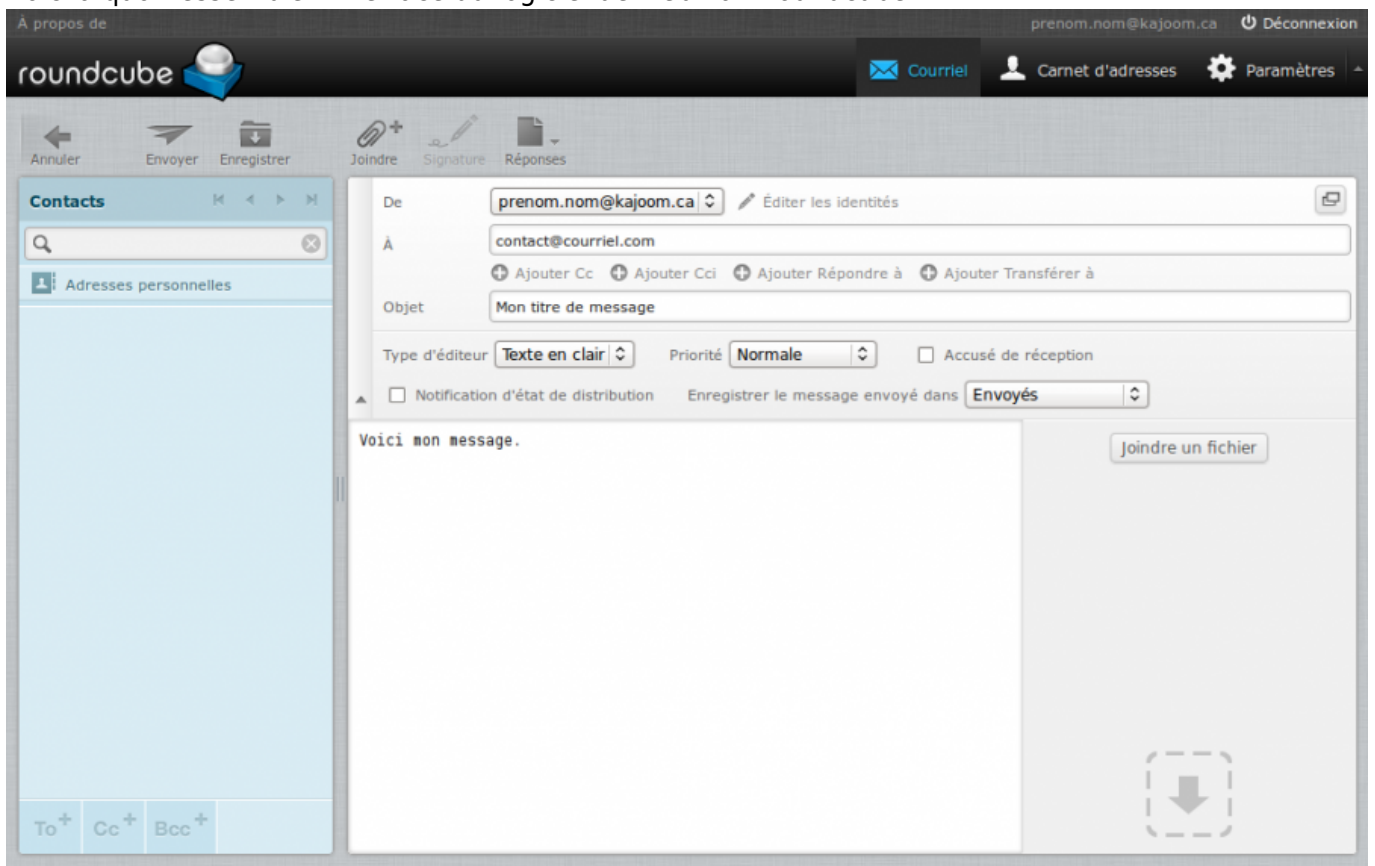 À propos de
prenom.nom@kajoom.ca Déconnexion
roundcube
Courriel Carnet d'adresses Paramètres
Annuler Envoyer Enregistrer Joindre Signature Réponses
Contacts
Adresses personnelles
To+ Cc+ Bcc+
De prenom.nom@kajoom.ca Éditer les identités
À contact@courriel.com
Ajouter Cc Ajouter Cci Ajouter Répondre à Ajouter Transférer à
Objet Mon titre de message
Type d'éditeur Texte en clair Priorité Normale Accusé de réception
Notification d'état de distribution Enregistrer le message envoyé dans Envoyés
Voici mon message.
Joindre un fichier